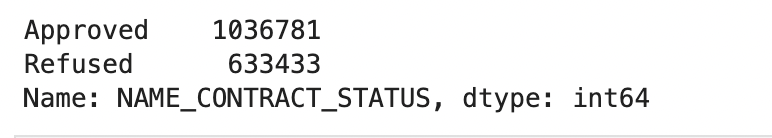 Approved    1036781
Refused      633433
Name: NAME_CONTRACT_STATUS, dtype: int64